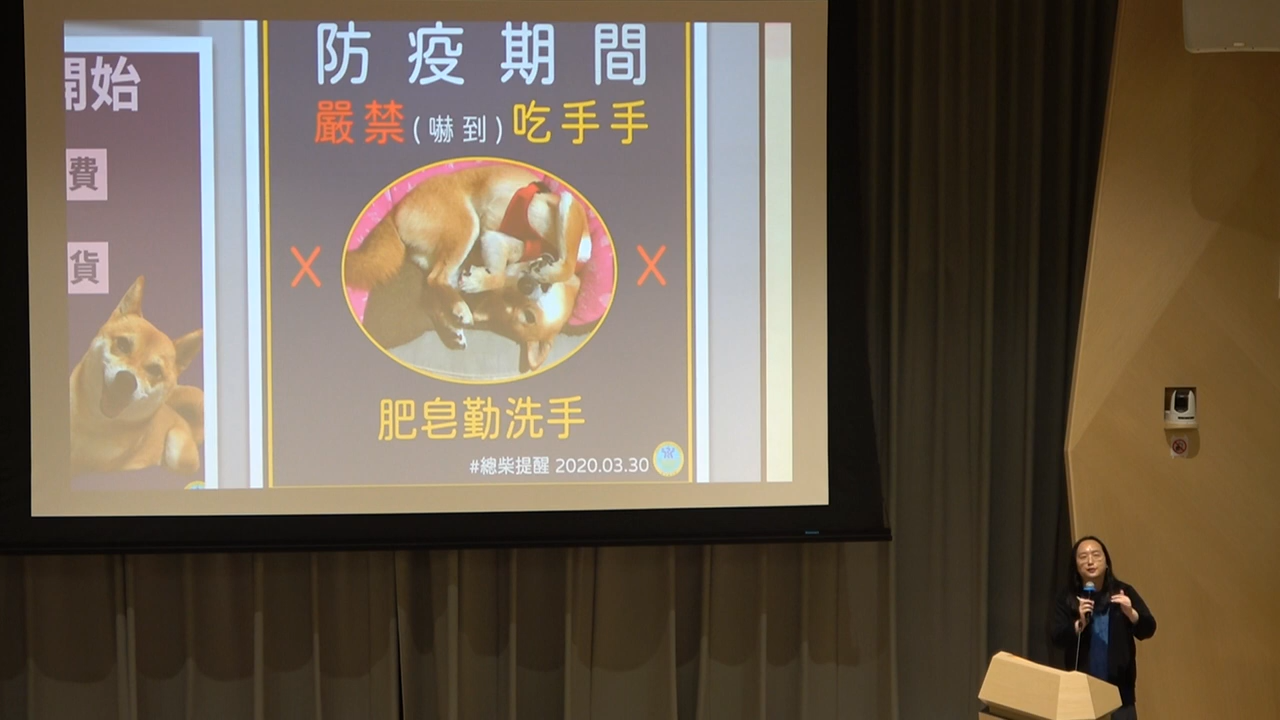 開始
費
貨
防疫期間
嚴禁(嚇到)吃手手
X X
肥皂勤洗手
#總柴提醒 2020.03.30